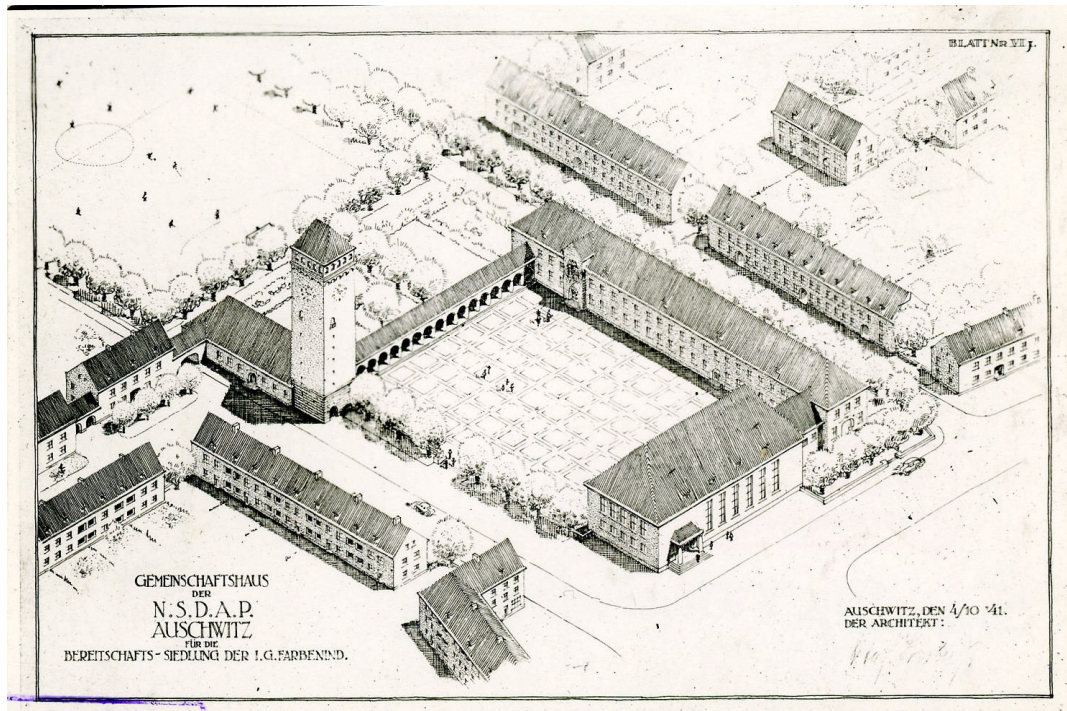 BLATT NR VII j.
GEMEINSCHAFTSHAUS
DER
N.S.D.A.P.
AUSCHWITZ
FÜR DIE
BEREITSCHAFTS-SIEDLUNG DER I.G.FARBENIND.
AUSCHWITZ, DEN 4/10 '41.
DER ARCHITEKT: